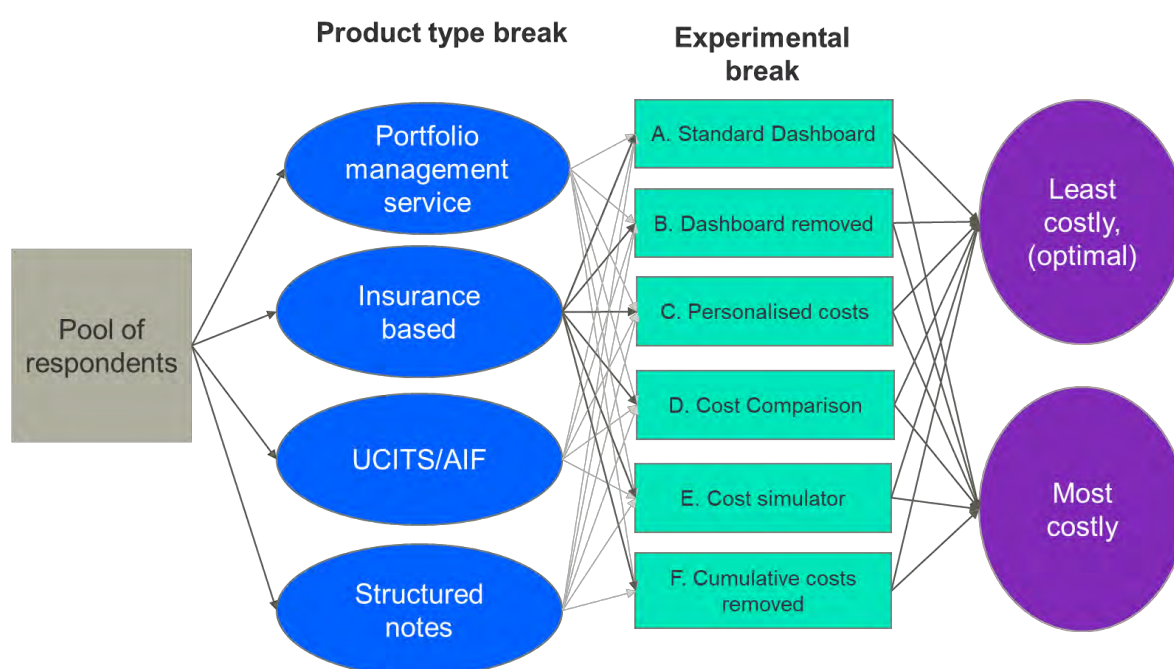 Product type break
Experimental
break
Pool of
respondents
Portfolio
management
service
Insurance
based
UCITS/AIF
Structured
notes
A. Standard Dashboard
B. Dashboard removed
C. Personalised costs
D. Cost Comparison
E. Cost simulator
F. Cumulative costs
removed
Least
costly,
(optimal)
Most
costly